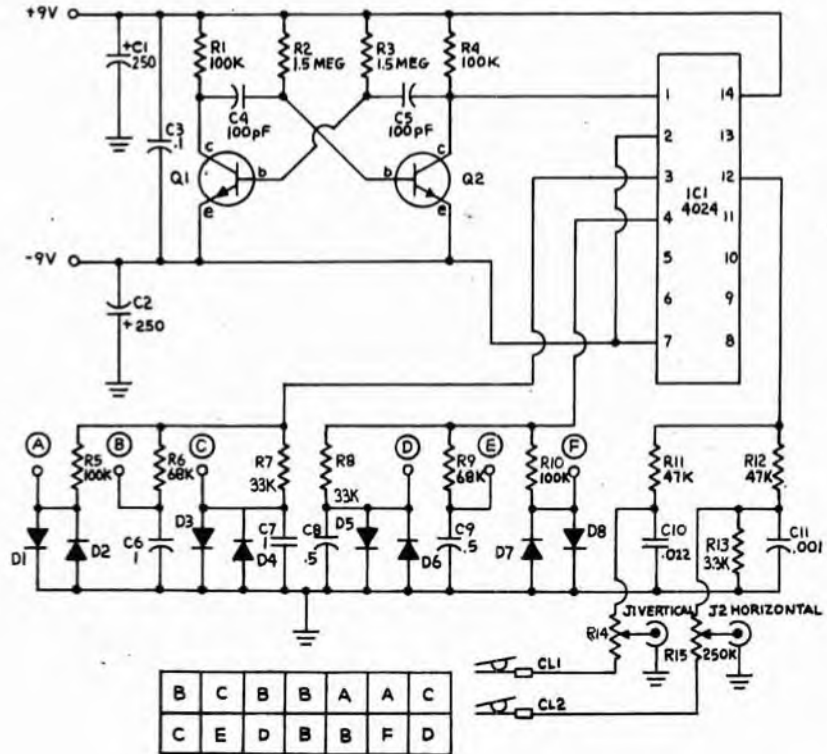 +9V
+C1
250
C3
.1
R1
100K
R2
1.5 MEG
R3
1.5 MEG
R4
100K
C4
100pF
C5
100pF
c
b
e
Q1
c
b
e
Q2
-9V
C2
+ 250
1 14
2 13
3 12
IC1
4024
4 11
5 10
6 9
7 8
A
B
C
D
E
F
R5
100K
R6
68K
R7
33K
R8
33K
R9
68K
R10
100K
R11
47K
R12
47K
D1
D2
C6
1
D3
D4
C7
1
C8
.5
D5
D6
C9
.5
D7
D8
C10
.022
R13
33K
C11
.001
J1 VERTICAL
J2 HORIZONTAL
R14
R15
250K
CL1
CL2
B C B B A A C
C E D B B F D